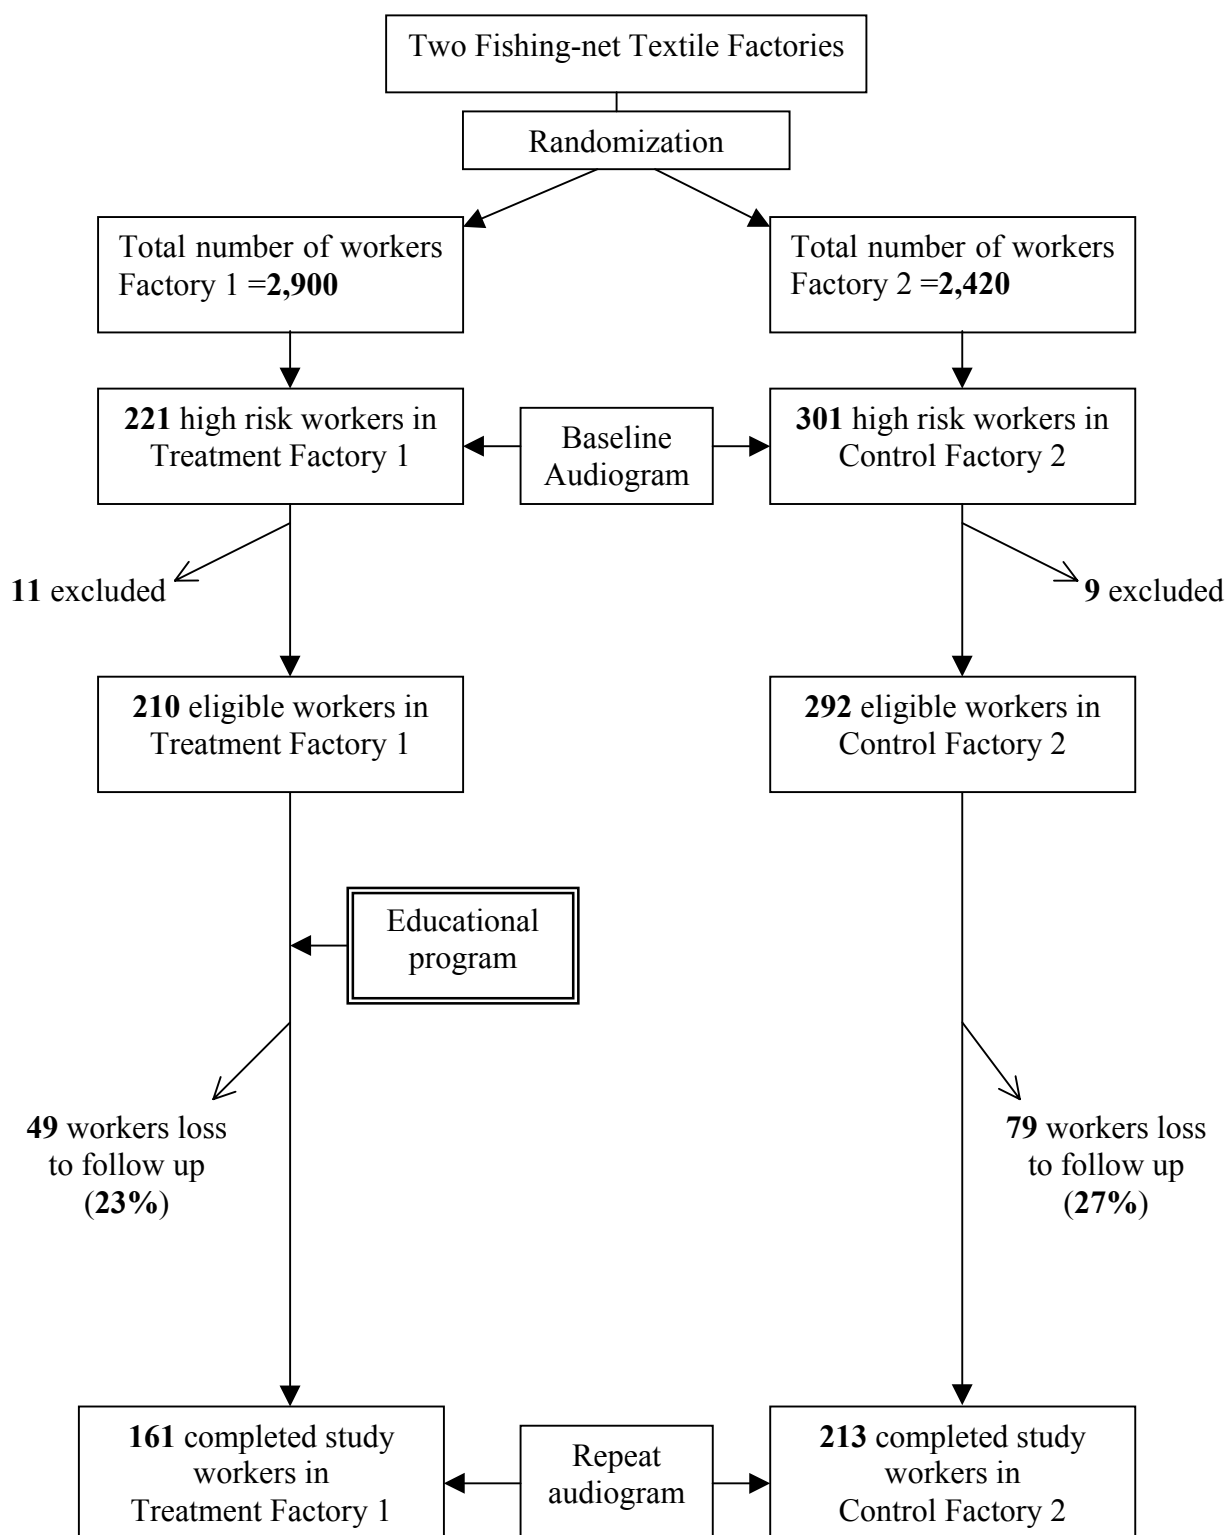 Two Fishing-net Textile Factories
Randomization
Total number of workers
Factory 1 =2,900
Total number of workers
Factory 2 =2,420
221 high risk workers in
Treatment Factory 1
Baseline
Audiogram
301 high risk workers in
Control Factory 2
11 excluded
9 excluded
210 eligible workers in
Treatment Factory 1
292 eligible workers in
Control Factory 2
Educational
program
49 workers loss
to follow up
(23%)
79 workers loss
to follow up
(27%)
161 completed study
workers in
Treatment Factory 1
Repeat
audiogram
213 completed study
workers in
Control Factory 2